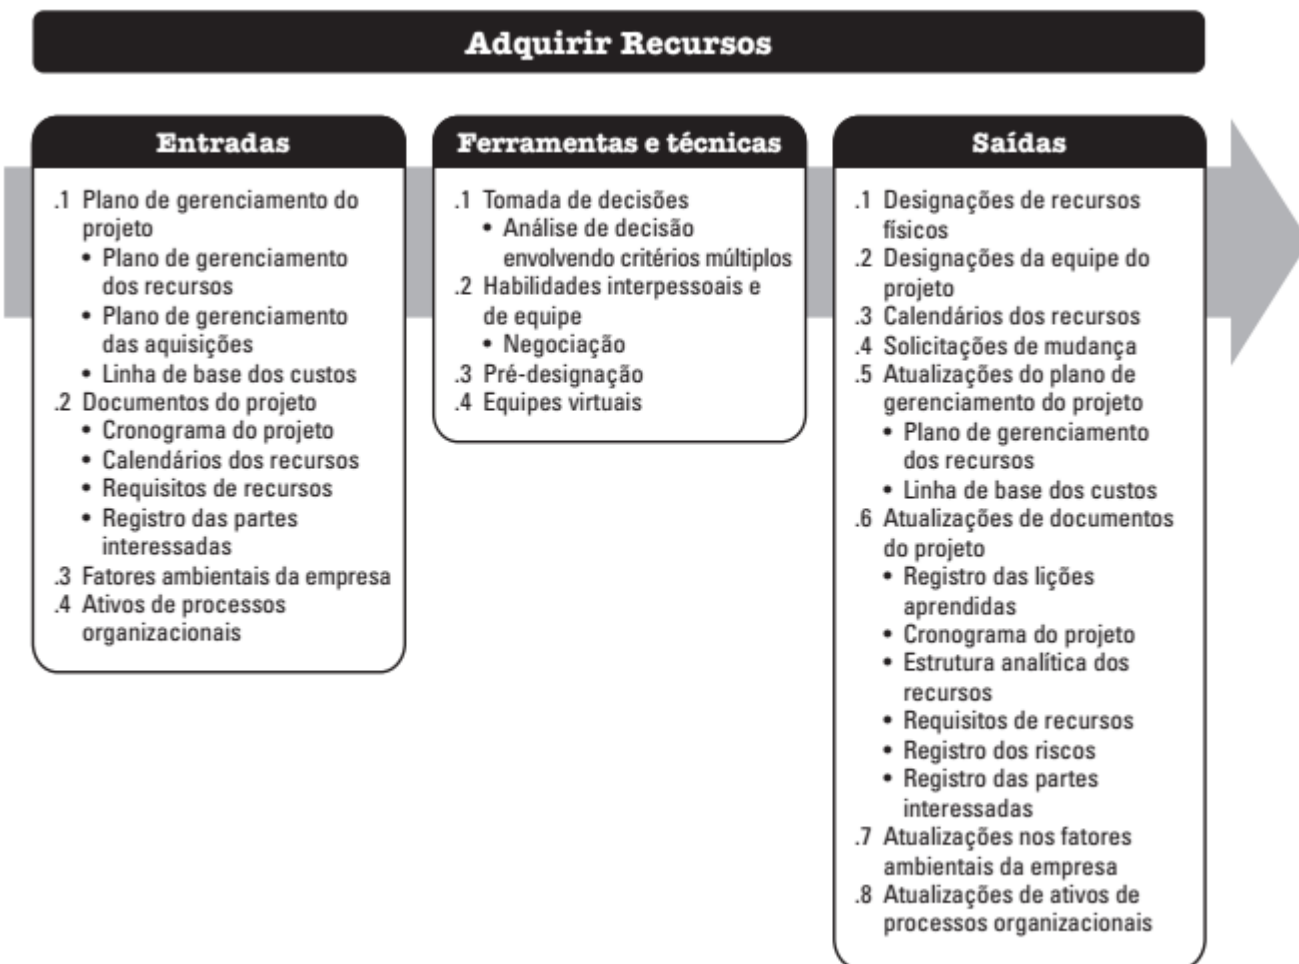 Adquirir Recursos
Entradas
.1 Plano de gerenciamento do
projeto
• Plano de gerenciamento
dos recursos
• Plano de gerenciamento
das aquisições
• Linha de base dos custos
.2 Documentos do projeto
• Cronograma do projeto
• Calendários dos recursos
• Requisitos de recursos
• Registro das partes
interessadas
.3 Fatores ambientais da empresa
.4 Ativos de processos
organizacionais
Ferramentas e técnicas
.1 Tomada de decisões
• Análise de decisão
envolvendo critérios múltiplos
.2 Habilidades interpessoais e
de equipe
• Negociação
.3 Pré-designação
.4 Equipes virtuais
Saídas
.1 Designações de recursos
físicos
.2 Designações da equipe do
projeto
.3 Calendários dos recursos
.4 Solicitações de mudança
.5 Atualizações do plano de
gerenciamento do projeto
• Plano de gerenciamento
dos recursos
• Linha de base dos custos
.6 Atualizações de documentos
do projeto
• Registro das lições
aprendidas
• Cronograma do projeto
• Estrutura analítica dos
recursos
• Requisitos de recursos
• Registro dos riscos
• Registro das partes
interessadas
.7 Atualizações nos fatores
ambientais da empresa
.8 Atualizações de ativos de
processos organizacionais